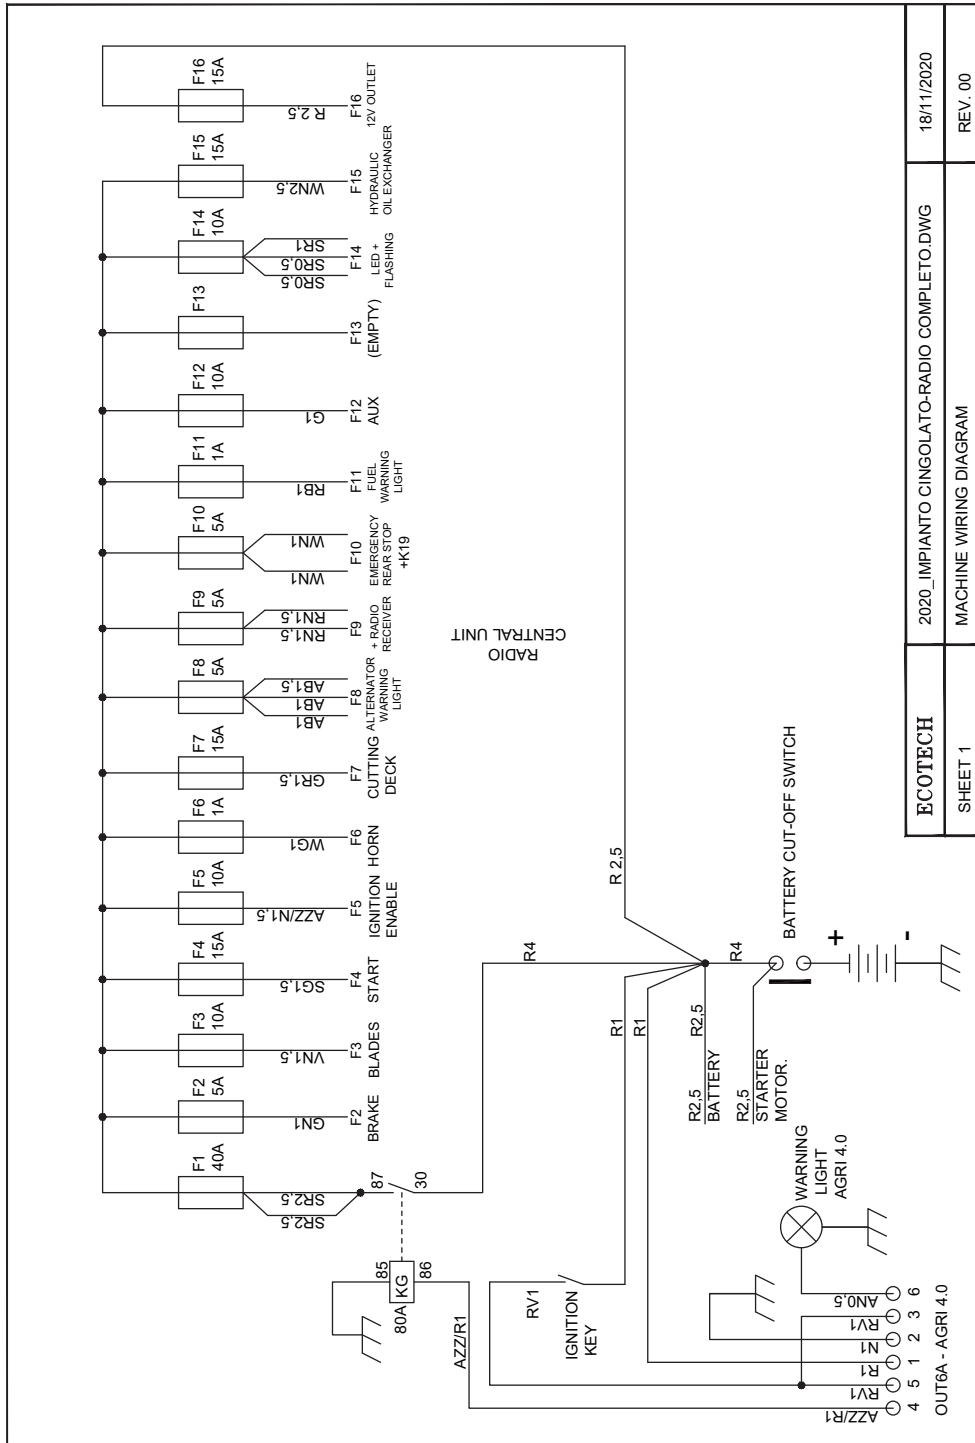 F1
40A
SR2,5
SR2,5
F2
5A
GN1
F2
BRAKE
F3
10A
VN1,5
F3
BLADES
F4
15A
SG1,5
F4
START
F5
10A
AZZ/N1,5
F5
IGNITION
ENABLE
F6
1A
WG1
F6
HORN
F7
15A
GR1,5
F7
CUTTING
DECK
F8
5A
AB1
AB1
AB1,5
F8
ALTERNATOR
WARNING
LIGHT
F9
5A
RN1,5
RN1,5
F9
+ RADIO
RECEIVER
F10
5A
WN1
WN1
F10
EMERGENCY
REAR STOP
+K19
F11
1A
RB1
F11
FUEL
WARNING
LIGHT
F12
10A
G1
F12
AUX
F13
F13
(EMPTY)
F14
10A
SR0,5
SR0,5
SR1
F14
LED +
FLASHING
F15
15A
WN2,5
F15
HYDRAULIC
OIL EXCHANGER
F16
15A
R 2,5
F16
12V OUTLET
87
30
85
86
KG
80A
AZZ/R1
RADIO
CENTRAL UNIT
RV1
IGNITION
KEY
R4
R 2,5
R1
R1
R2,5
R4
R2,5
BATTERY
R2,5
STARTER
MOTOR.
BATTERY CUT-OFF SWITCH
+
-
WARNING
LIGHT
AGRI 4.0
AZZ/R1
RV1
R1
N1
RV1
AN0,5
4
5
1
2
3
6
OUT6A - AGRI 4.0
ECOTECH
2020_IMPIANTO CINGOLATO-RADIO COMPLETO.DWG
18/11/2020
SHEET 1
MACHINE WIRING DIAGRAM
REV. 00